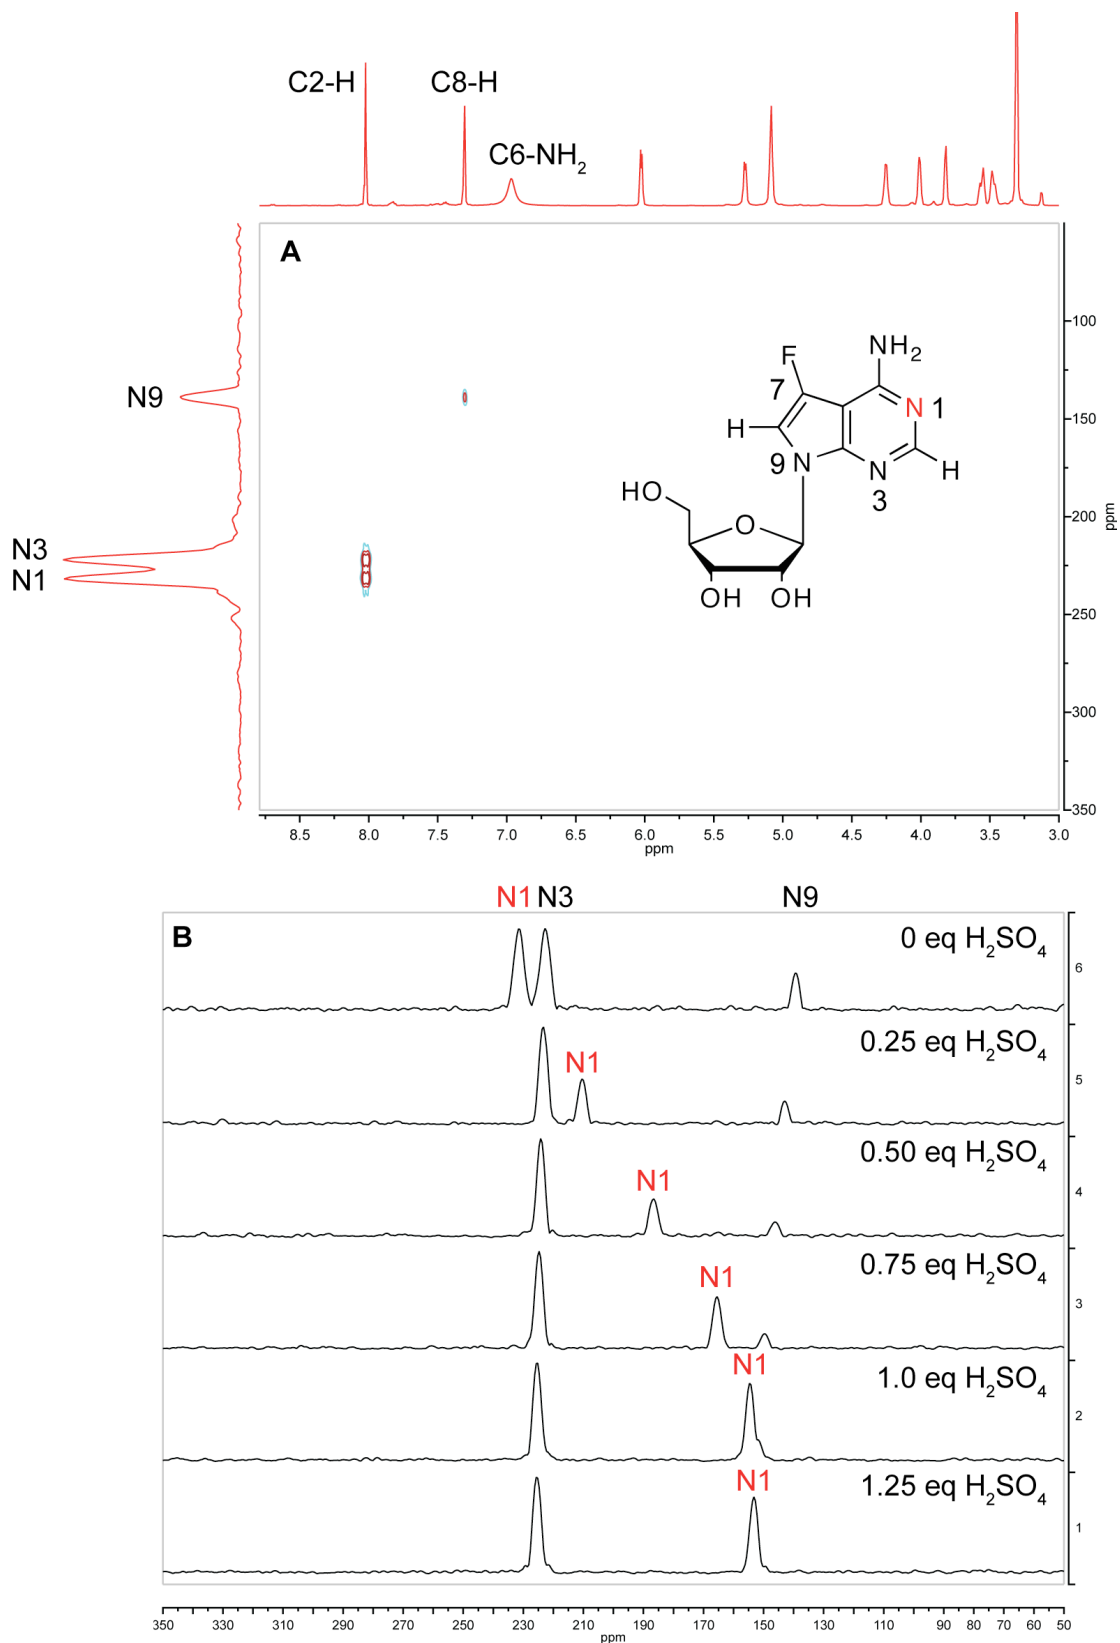 C2-H
C8-H
C6-NH2
A
N9
N3
N1
F
NH2
7
N 1
H
9 N
N
H
3
HO
O
OH
OH
100
150
200
250
300
350
ppm
8.5 8.0 7.5 7.0 6.5 6.0 5.5 5.0 4.5 4.0 3.5 3.0
ppm
N1 N3 N9
B
0 eq H2SO4
6
0.25 eq H2SO4
N1
5
0.50 eq H2SO4
N1
4
0.75 eq H2SO4
N1
3
N1
1.0 eq H2SO4
2
N1
1.25 eq H2SO4
1
350 330 310 290 270 250 230 210 190 170 150 130 110 90 80 70 60 50
ppm